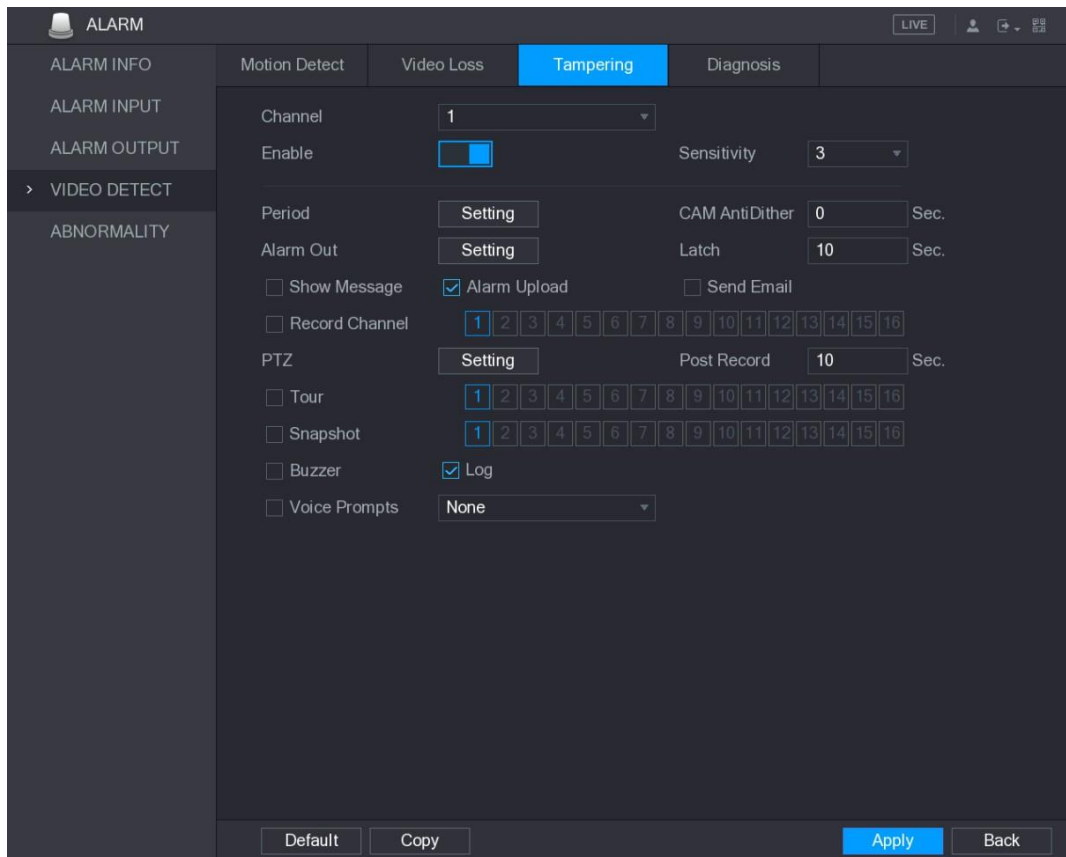 ALARM LIVE
ALARM INFO
ALARM INPUT
ALARM OUTPUT
VIDEO DETECT
ABNORMALITY
Motion Detect Video Loss Tampering Diagnosis
Channel 1
Enable Sensitivity 3
Period Setting CAM AntiDither 0 Sec.
Alarm Out Setting Latch 10 Sec.
Show Message Alarm Upload Send Email
Record Channel 1 2 3 4 5 6 7 8 9 10 11 12 13 14 15 16
PTZ Setting Post Record 10 Sec.
Tour 1 2 3 4 5 6 7 8 9 10 11 12 13 14 15 16
Snapshot 1 2 3 4 5 6 7 8 9 10 11 12 13 14 15 16
Buzzer Log
Voice Prompts None
Default Copy Apply Back